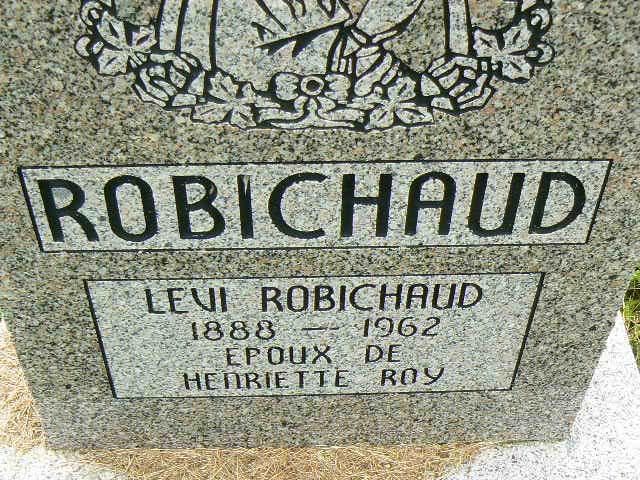 ROBICHAUD
LEVI ROBICHAUD
1888 — 1962
EPOUX DE
HENRIETTE ROY